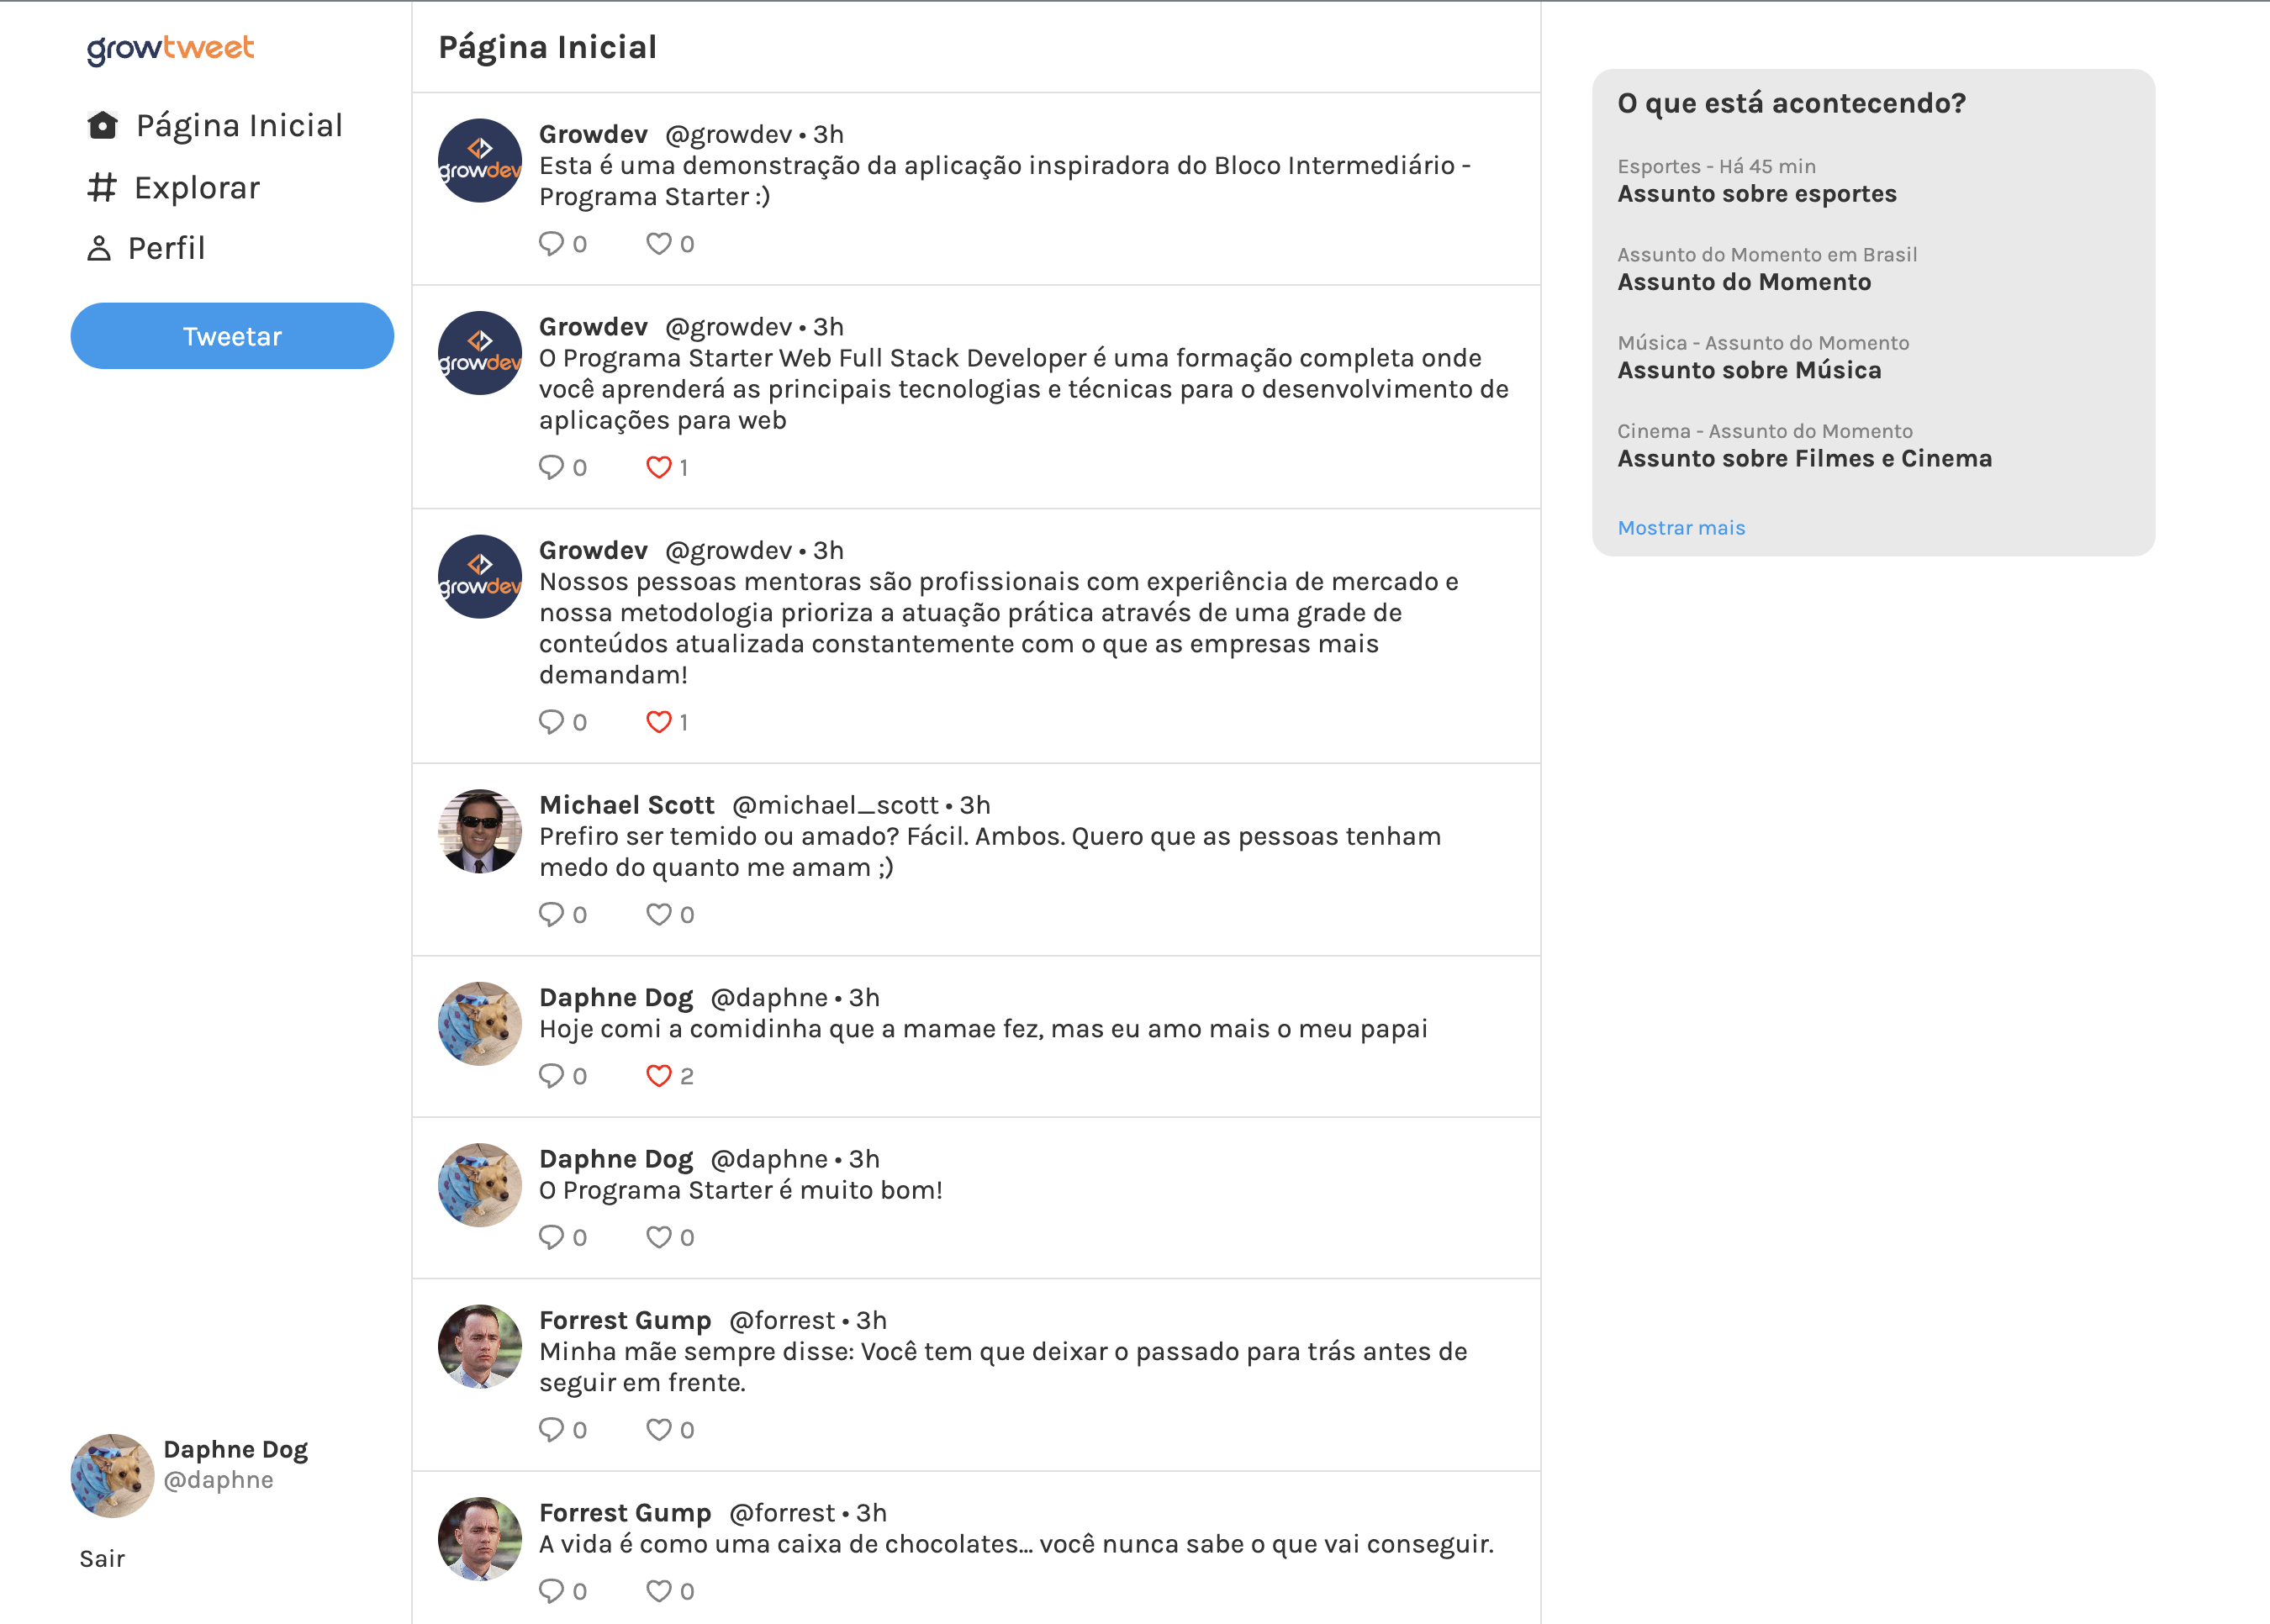 growtweet
Página Inicial
Explorar
Perfil
Tweetar
Daphne Dog
@daphne
Sair
Página Inicial
growdev
Growdev @growdev • 3h
Esta é uma demonstração da aplicação inspiradora do Bloco Intermediário -
Programa Starter :)
0 0
growdev
Growdev @growdev • 3h
O Programa Starter Web Full Stack Developer é uma formação completa onde
você aprenderá as principais tecnologias e técnicas para o desenvolvimento de
aplicações para web
0 1
growdev
Growdev @growdev • 3h
Nossos pessoas mentoras são profissionais com experiência de mercado e
nossa metodologia prioriza a atuação prática através de uma grade de
conteúdos atualizada constantemente com o que as empresas mais
demandam!
0 1
Michael Scott @michael_scott • 3h
Prefiro ser temido ou amado? Fácil. Ambos. Quero que as pessoas tenham
medo do quanto me amam ;)
0 0
Daphne Dog @daphne • 3h
Hoje comi a comidinha que a mamae fez, mas eu amo mais o meu papai
0 2
Daphne Dog @daphne • 3h
O Programa Starter é muito bom!
0 0
Forrest Gump @forrest • 3h
Minha mãe sempre disse: Você tem que deixar o passado para trás antes de
seguir em frente.
0 0
Forrest Gump @forrest • 3h
A vida é como uma caixa de chocolates... você nunca sabe o que vai conseguir.
0 0
O que está acontecendo?
Esportes - Há 45 min
Assunto sobre esportes
Assunto do Momento em Brasil
Assunto do Momento
Música - Assunto do Momento
Assunto sobre Música
Cinema - Assunto do Momento
Assunto sobre Filmes e Cinema
Mostrar mais